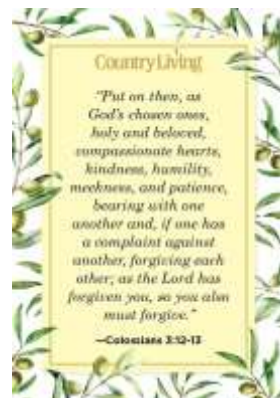 CountryLiving
"Put on then, as
God's chosen ones,
holy and beloved,
compassionate hearts,
kindness, humility,
meekness, and patience,
bearing with one
another and, if one has
a complaint against
another, forgiving each
other; as the Lord has
forgiven you, so you also
must forgive."
—Colossians 3:12-13